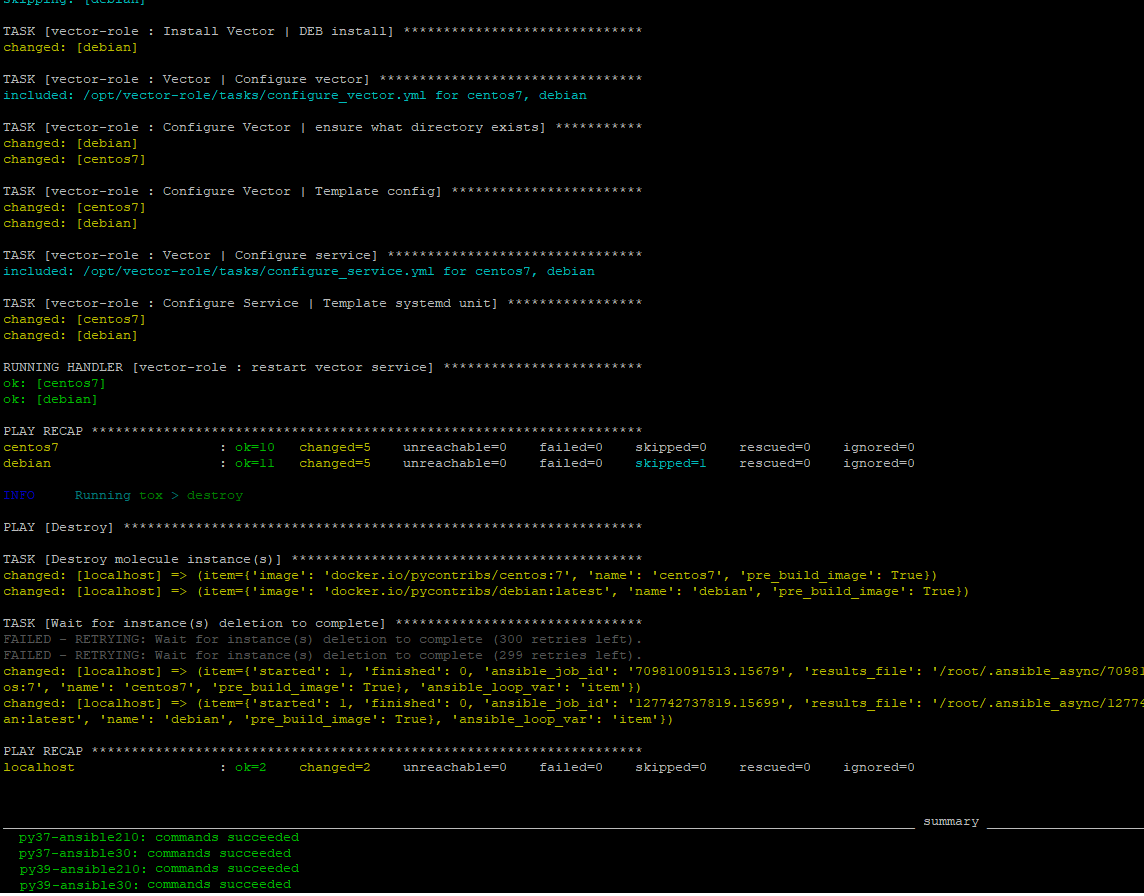 skipping: [debian]
TASK [vector-role : Install Vector | DEB install] ******************************
changed: [debian]
TASK [vector-role : Vector | Configure vector] *********************************
included: /opt/vector-role/tasks/configure_vector.yml for centos7, debian
TASK [vector-role : Configure Vector | ensure what directory exists] ***********
changed: [debian]
changed: [centos7]
TASK [vector-role : Configure Vector | Template config] ************************
changed: [centos7]
changed: [debian]
TASK [vector-role : Vector | Configure service] ********************************
included: /opt/vector-role/tasks/configure_service.yml for centos7, debian
TASK [vector-role : Configure Service | Template systemd unit] *****************
changed: [centos7]
changed: [debian]
RUNNING HANDLER [vector-role : restart vector service] *************************
ok: [centos7]
ok: [debian]
PLAY RECAP *********************************************************************
centos7                    : ok=10   changed=5    unreachable=0    failed=0    skipped=0    rescued=0    ignored=0
debian                     : ok=11   changed=5    unreachable=0    failed=0    skipped=1    rescued=0    ignored=0
INFO     Running tox > destroy
PLAY [Destroy] *****************************************************************
TASK [Destroy molecule instance(s)] ********************************************
changed: [localhost] => (item={'image': 'docker.io/pycontribs/centos:7', 'name': 'centos7', 'pre_build_image': True})
changed: [localhost] => (item={'image': 'docker.io/pycontribs/debian:latest', 'name': 'debian', 'pre_build_image': True})
TASK [Wait for instance(s) deletion to complete] *******************************
FAILED - RETRYING: Wait for instance(s) deletion to complete (300 retries left).
FAILED - RETRYING: Wait for instance(s) deletion to complete (299 retries left).
changed: [localhost] => (item={'started': 1, 'finished': 0, 'ansible_job_id': '709810091513.15679', 'results_file': '/root/.ansible_async/70981
os:7', 'name': 'centos7', 'pre_build_image': True}, 'ansible_loop_var': 'item'})
changed: [localhost] => (item={'started': 1, 'finished': 0, 'ansible_job_id': '127742737819.15699', 'results_file': '/root/.ansible_async/12774
an:latest', 'name': 'debian', 'pre_build_image': True}, 'ansible_loop_var': 'item'})
PLAY RECAP *********************************************************************
localhost                  : ok=2    changed=2    unreachable=0    failed=0    skipped=0    rescued=0    ignored=0
summary
py37-ansible210: commands succeeded
py37-ansible30: commands succeeded
py39-ansible210: commands succeeded
py39-ansible30: commands succeeded